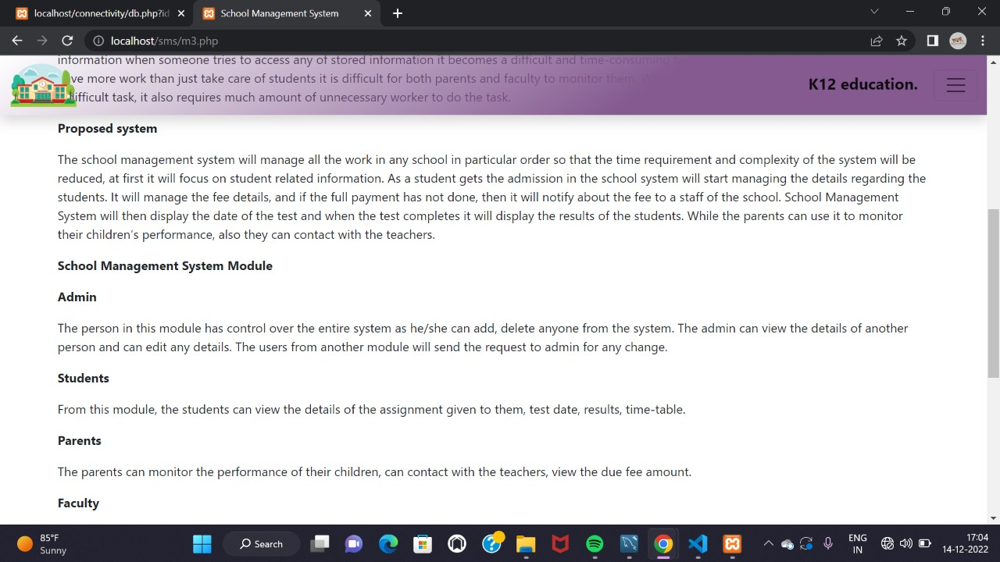 localhost/connectivity/db.php?id
School Management System
localhost/sms/m3.php
information when someone tries to access any of stored information it becomes a difficult and time-consuming
ve more work than just take care of students it is difficult for both parents and faculty to monitor them.
difficult task, it also requires much amount of unnecessary worker to do the task.
K12 education.
Proposed system
The school management system will manage all the work in any school in particular order so that the time requirement and complexity of the system will be
reduced, at first it will focus on student related information. As a student gets the admission in the school system will start managing the details regarding the
students. It will manage the fee details, and if the full payment has not done, then it will notify about the fee to a staff of the school. School Management
System will then display the date of the test and when the test completes it will display the results of the students. While the parents can use it to monitor
their children's performance, also they can contact with the teachers.
School Management System Module
Admin
The person in this module has control over the entire system as he/she can add, delete anyone from the system. The admin can view the details of another
person and can edit any details. The users from another module will send the request to admin for any change.
Students
From this module, the students can view the details of the assignment given to them, test date, results, time-table.
Parents
The parents can monitor the performance of their children, can contact with the teachers, view the due fee amount.
Faculty
85°F
Sunny
Search
ENG
IN
17:04
14-12-2022